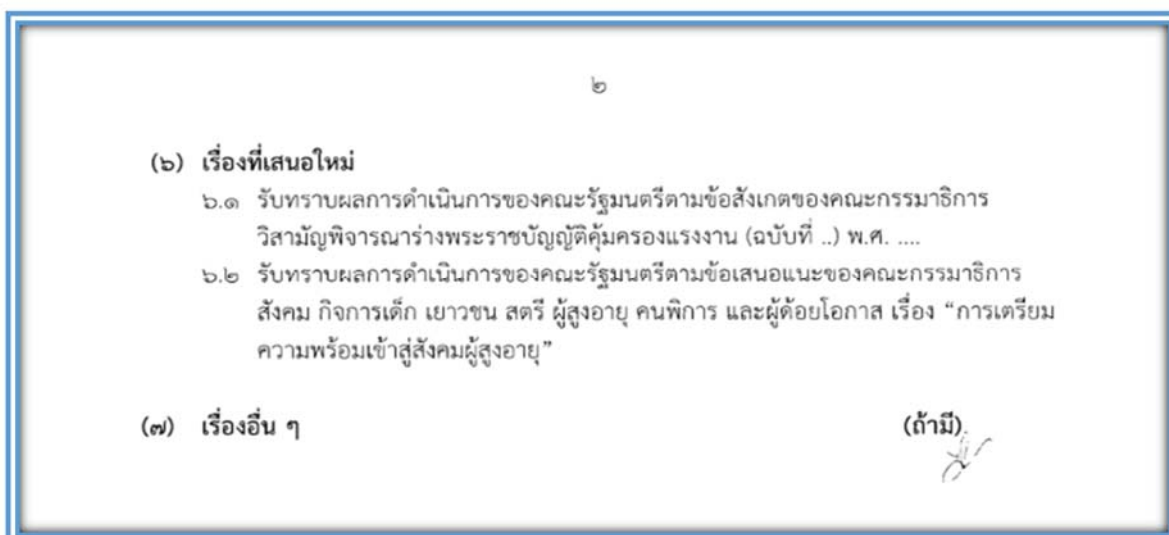 ๒
(๖) เรื่องที่เสนอใหม่
๖.๑ รับทราบผลการดำเนินการของคณะรัฐมนตรีตามข้อสังเกตของคณะกรรมาธิการ
วิสามัญพิจารณาร่างพระราชบัญญัติคุ้มครองแรงงาน (ฉบับที่ ..) พ.ศ. ....
๖.๒ รับทราบผลการดำเนินการของคณะรัฐมนตรีตามข้อเสนอแนะของคณะกรรมาธิการ
สังคม กิจการเด็ก เยาวชน สตรี ผู้สูงอายุ คนพิการ และผู้ด้อยโอกาส เรื่อง “การเตรียม
ความพร้อมเข้าสู่สังคมผู้สูงอายุ”
(๗) เรื่องอื่น ๆ (ถ้ามี)